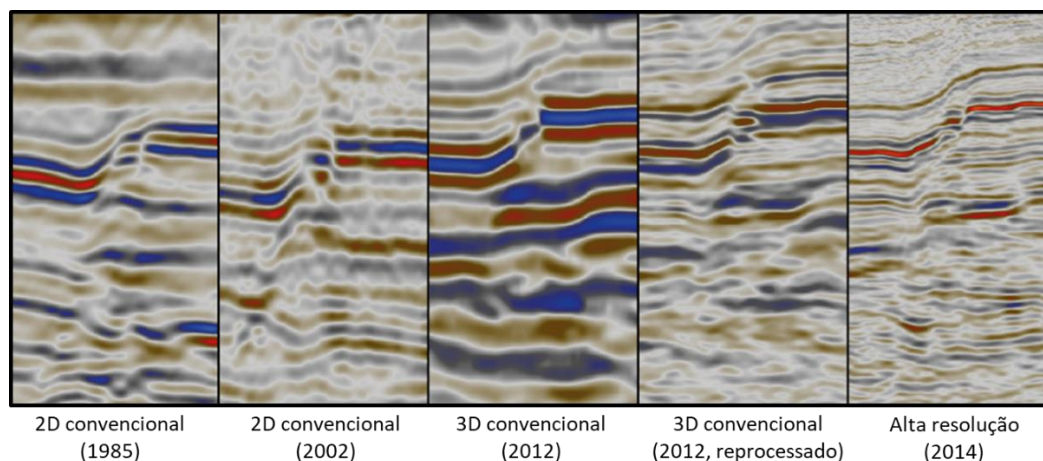 2D convencional
(1985)
2D convencional
(2002)
3D convencional
(2012)
3D convencional
(2012, reprocessado)
Alta resolução
(2014)